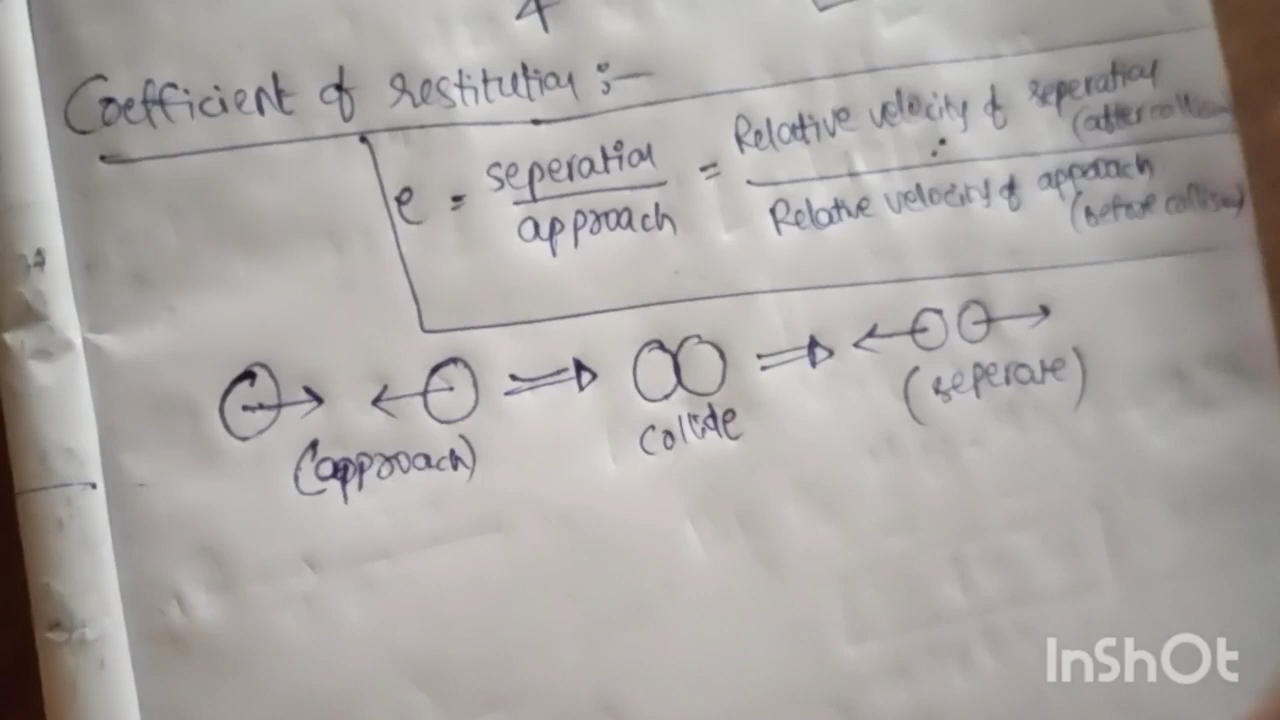 Coefficient of restitution :-
e = seperation / approach = Relative velocity of seperation (after collision) / Relative velocity of approach (before collision)
(approach)
collide
(seperate)
InShOt